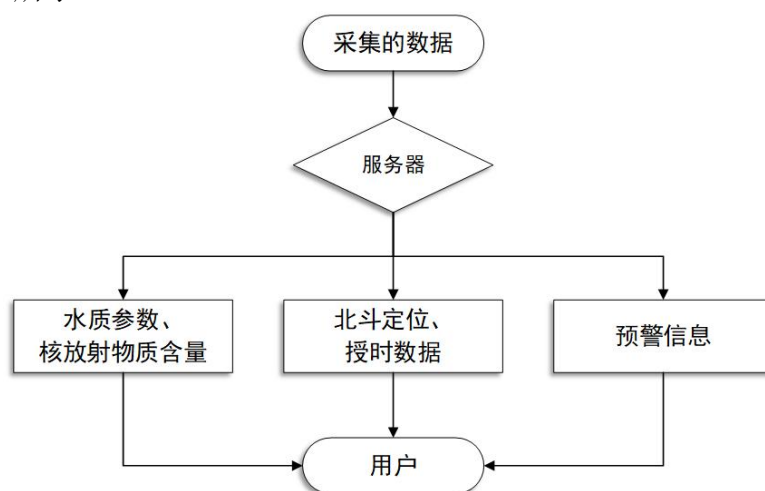 采集的数据
服务器
水质参数、
核放射物质含量
北斗定位、
授时数据
预警信息
用户